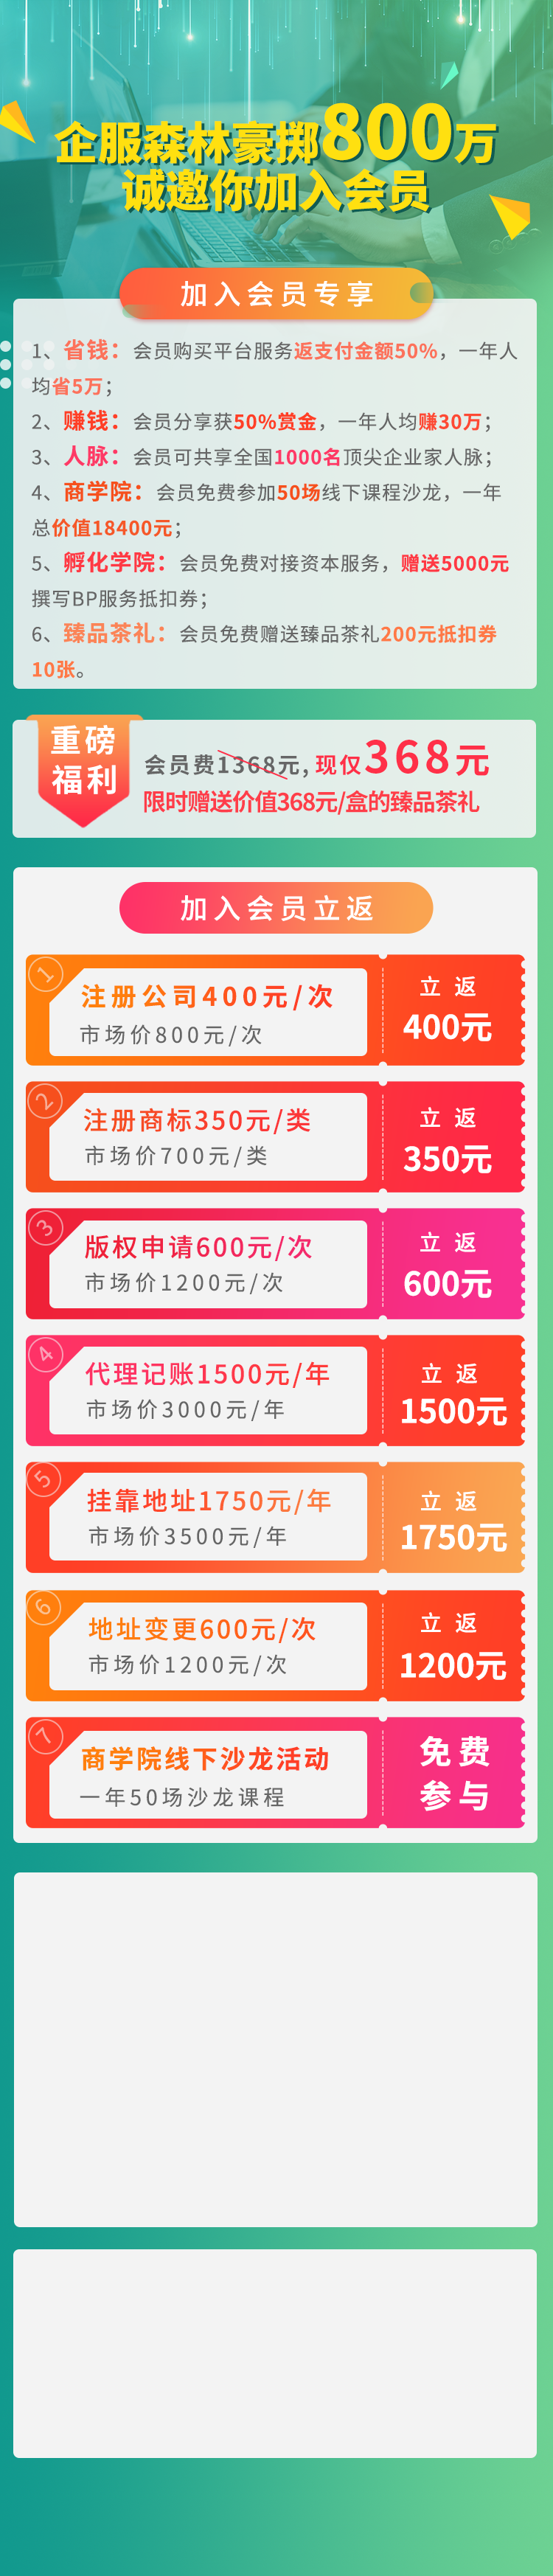 企服森林豪掷800万
诚邀你加入会员
加入会员专享
1、省钱：会员购买平台服务返支付金额50%，一年人
均省5万；
2、赚钱：会员分享获50%赏金，一年人均赚30万；
3、人脉：会员可共享全国1000名顶尖企业家人脉；
4、商学院：会员免费参加50场线下课程沙龙，一年
总价值18400元；
5、孵化学院：会员免费对接资本服务，赠送5000元
撰写BP服务抵扣券；
6、臻品茶礼：会员免费赠送臻品茶礼200元抵扣券
10张。
重磅
福利
会员费1368元，现仅368元
限时赠送价值368元/盒的臻品茶礼
加入会员立返
1
注册公司400元/次
市场价800元/次
立返
400元
2
注册商标350元/类
市场价700元/类
立返
350元
3
版权申请600元/次
市场价1200元/次
立返
600元
4
代理记账1500元/年
市场价3000元/年
立返
1500元
5
挂靠地址1750元/年
市场价3500元/年
立返
1750元
6
地址变更600元/次
市场价1200元/次
立返
1200元
7
商学院线下沙龙活动
一年50场沙龙课程
免费
参与